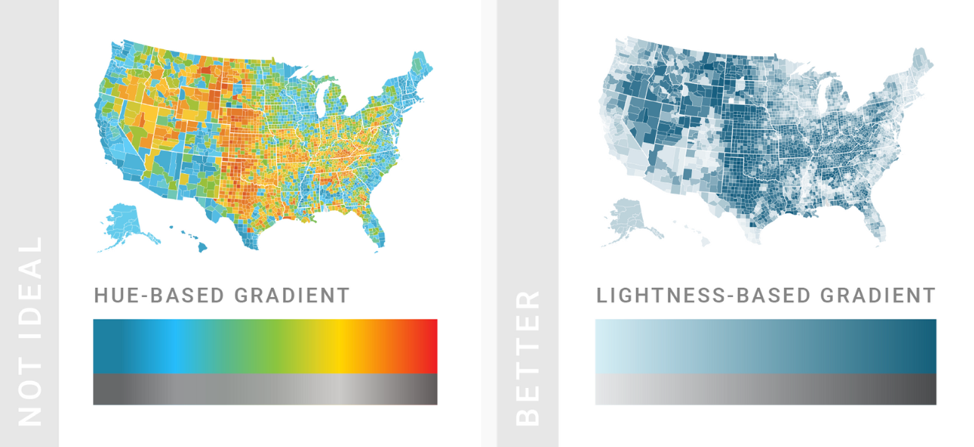 NOT IDEAL
HUE-BASED GRADIENT
BETTER
LIGHTNESS-BASED GRADIENT